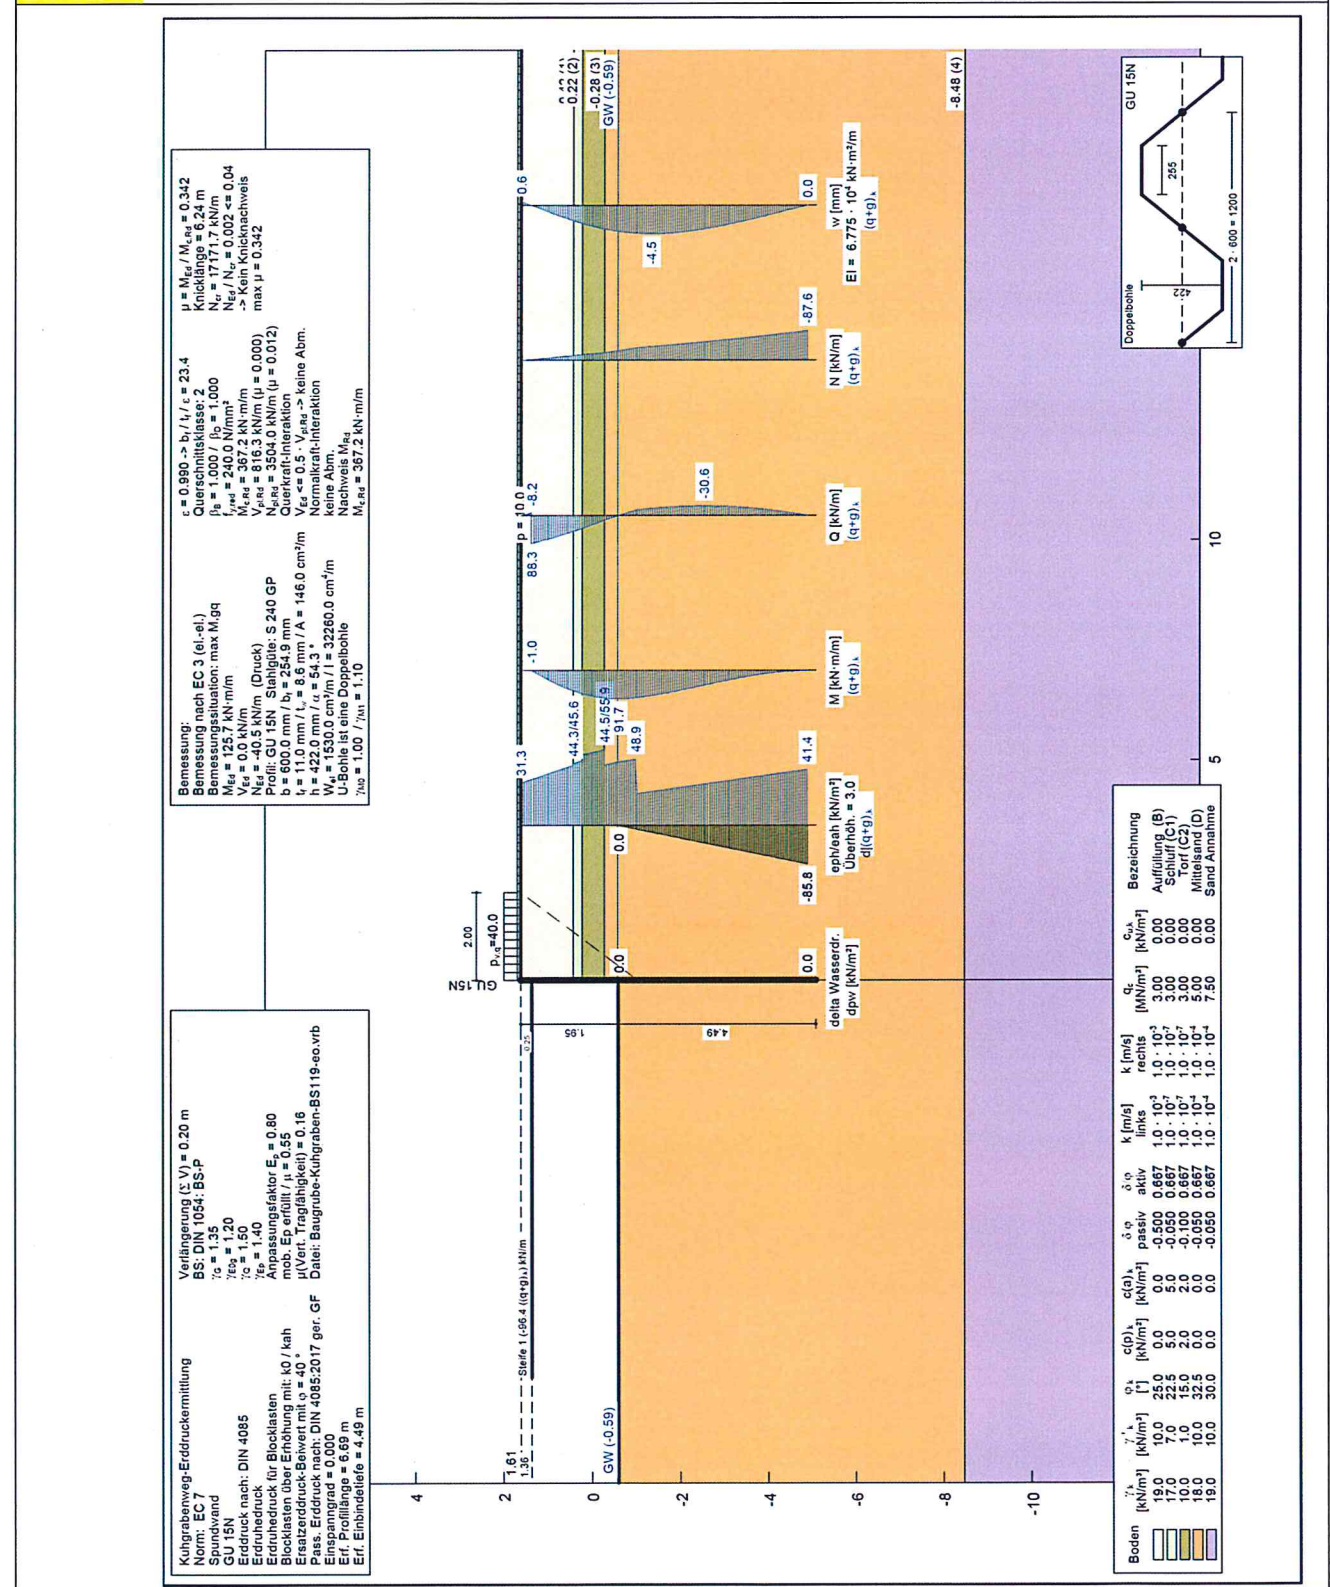 Kuhgrabenweg-Erddruckermittlung
Norm: EC 7
Spundwand
GU 15N
Erddruck nach: DIN 4085
Erdruhedruck
Erdruhedruck für Blocklasten
Blocklasten über Erhöhung mit: k0 / kah
Ersatzerddruck-Beiwert mit φ = 40 °
Pass. Erddruck nach: DIN 4085:2017 ger. GF
Einspanngrad = 0.000
Erf. Profillänge = 6.69 m
Erf. Einbindetiefe = 4.49 m
Verlängerung (Σ V) = 0.20 m
BS: DIN 1054: BS-P
γG = 1.35
γE0g = 1.20
γQ = 1.50
γEp = 1.40
Anpassungsfaktor Ep = 0.80
mob. Ep erfüllt / μ = 0.55
μ(Vert. Tragfähigkeit) = 0.16
Datei: Baugrube-Kuhgraben-BS119-eo.vrb
Bemessung:
Bemessung nach EC 3 (el.-el.)
Bemessungssituation: max M,gq
MEd = 125.7 kN·m/m
VEd = 0.0 kN/m
NEd = -40.5 kN/m (Druck)
Profil: GU 15N Stahlgüte: S 240 GP
b = 600.0 mm / bf = 254.9 mm
tf = 11.0 mm / tw = 8.6 mm / A = 146.0 cm²/m
h = 422.0 mm / α = 54.3 °
Wel = 1530.0 cm³/m / I = 32260.0 cm⁴/m
U-Bohle ist eine Doppelbohle
γM0 = 1.00 / γM1 = 1.10
ε = 0.990 -> bf / tf / ε = 23.4
Querschnittsklasse: 2
βB = 1.000 / βD = 1.000
fy,red = 240.0 N/mm²
Mc,Rd = 367.2 kN·m/m
Vpl,Rd = 816.3 kN/m (μ = 0.000)
Npl,Rd = 3504.0 kN/m (μ = 0.012)
Querkraft-Interaktion
VEd <= 0.5 · Vpl,Rd -> keine Abm.
Normalkraft-Interaktion
keine Abm.
Nachweis MRd
Mc,Rd = 367.2 kN·m/m
μ = MEd / Mc,Rd = 0.342
Knicklänge = 6.24 m
Ncr = 17171.7 kN/m
NEd / Ncr = 0.002 <= 0.04
-> Kein Knicknachweis
max μ = 0.342
4
2
0
-2
-4
-6
-8
-10
1.61
1.36
Steife 1 (-96.4 ((q+g)k) kN/m
GW (-0.59)
0.25
1.95
4.49
GU 15N
2.00
pv,q=40.0
0.0
0.0
delta Wasserdr.
dpw [kN/m²]
31.3
44.3/45.6
44.5/55.9
48.9
0.0
-85.8
41.4
eph/eah [kN/m²]
Überhöh. = 3.0
d|(q+g)k
-1.0
91.7
M [kN·m/m]
(q+g)k
p = 10.0
88.3
-8.2
-30.6
Q [kN/m]
(q+g)k
-87.6
N [kN/m]
(q+g)k
0.6
-4.5
0.0
w [mm]
EI = 6.775 · 10⁴ kN·m²/m
(q+g)k
0.22 (2)
-0.28 (3)
GW (-0.59)
-8.48 (4)
5
10
Boden γk [kN/m³] γ'k [kN/m³] φk [°] c(p)k [kN/m²] c(a)k [kN/m²] δ/φ passiv δ/φ aktiv k [m/s] links k [m/s] rechts qc [MN/m²] cu,k [kN/m²] Bezeichnung
19.0 10.0 25.0 0.0 0.0 -0.500 0.667 1.0 · 10⁻³ 1.0 · 10⁻³ 3.00 0.00 Auffüllung (B)
17.0 7.0 22.5 5.0 5.0 -0.050 0.667 1.0 · 10⁻⁷ 1.0 · 10⁻⁷ 3.00 0.00 Schluff (C1)
10.0 1.0 15.0 2.0 2.0 -0.100 0.667 1.0 · 10⁻⁷ 1.0 · 10⁻⁷ 3.00 0.00 Torf (C2)
18.0 10.0 32.5 0.0 0.0 -0.050 0.667 1.0 · 10⁻⁴ 1.0 · 10⁻⁴ 5.00 0.00 Mittelsand (D)
19.0 10.0 30.0 0.0 0.0 -0.050 0.667 1.0 · 10⁻⁴ 1.0 · 10⁻⁴ 7.50 0.00 Sand Annahme
Doppelbohle
GU 15N
422
255
2 · 600 = 1200